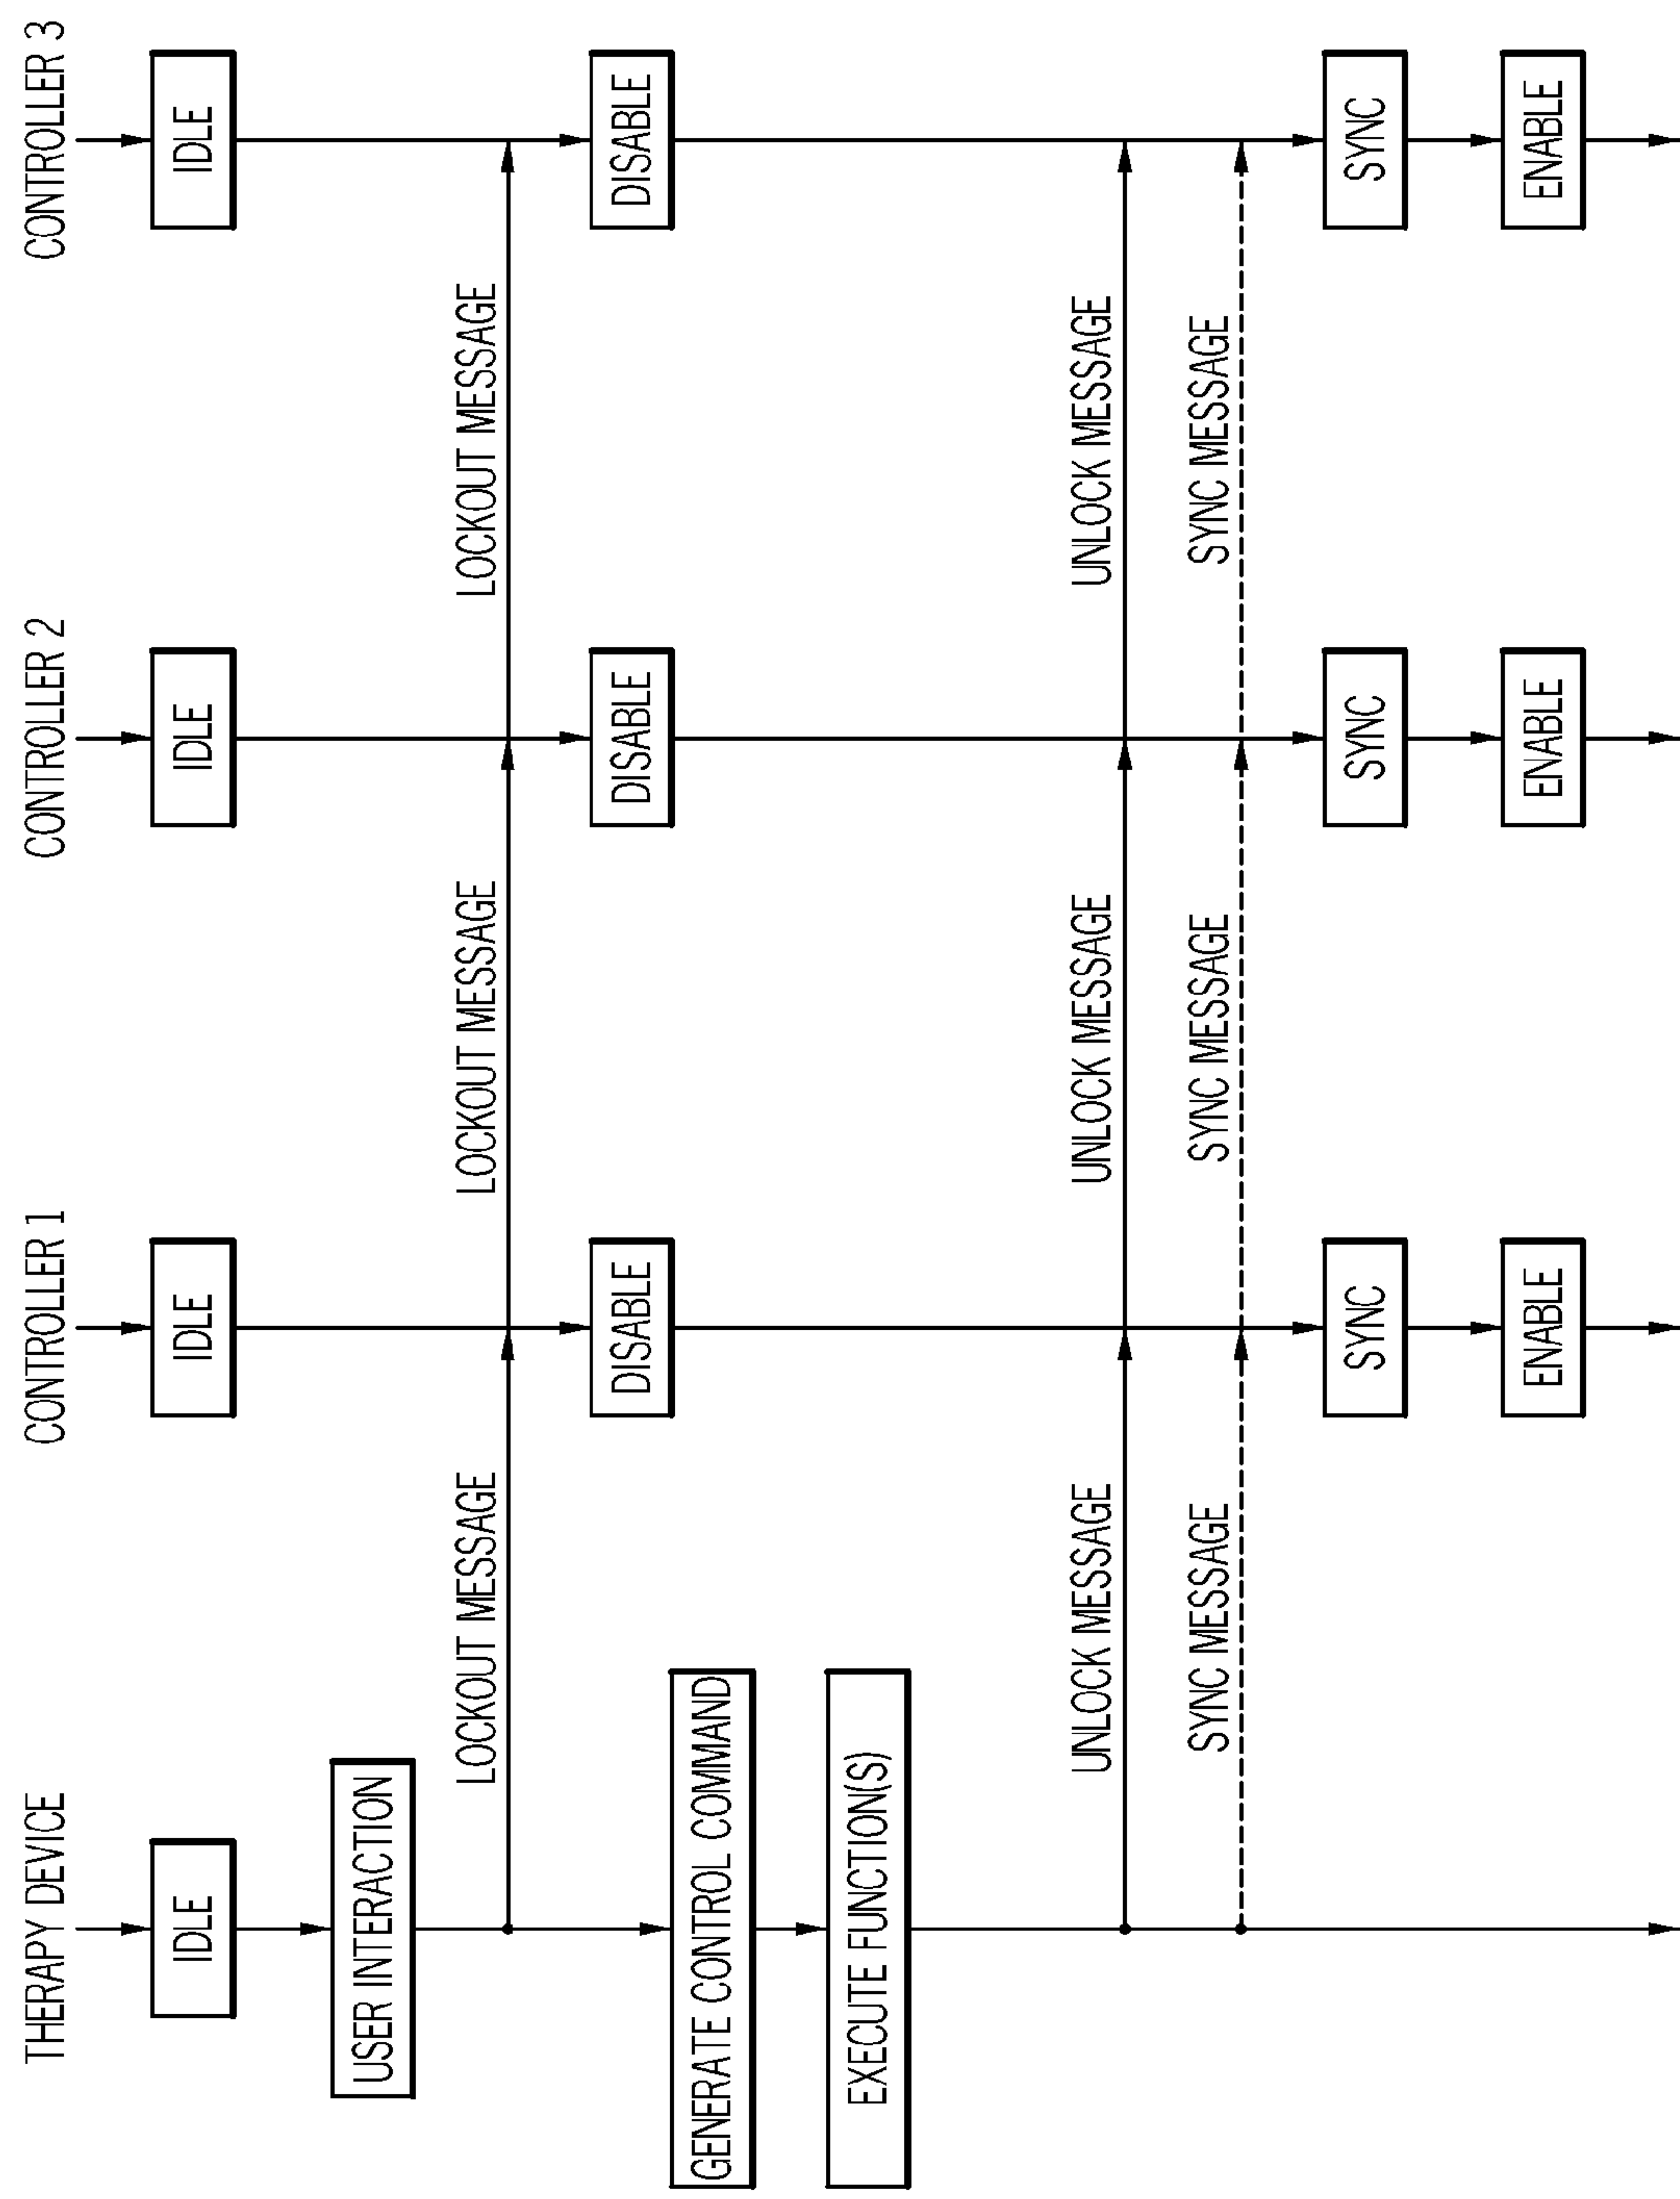 THERAPY DEVICE
CONTROLLER 1
CONTROLLER 2
CONTROLLER 3
IDLE
IDLE
IDLE
IDLE
USER INTERACTION
LOCKOUT MESSAGE
LOCKOUT MESSAGE
LOCKOUT MESSAGE
DISABLE
DISABLE
DISABLE
GENERATE CONTROL COMMAND
EXECUTE FUNCTION(S)
UNLOCK MESSAGE
UNLOCK MESSAGE
UNLOCK MESSAGE
SYNC MESSAGE
SYNC MESSAGE
SYNC MESSAGE
SYNC
SYNC
SYNC
ENABLE
ENABLE
ENABLE